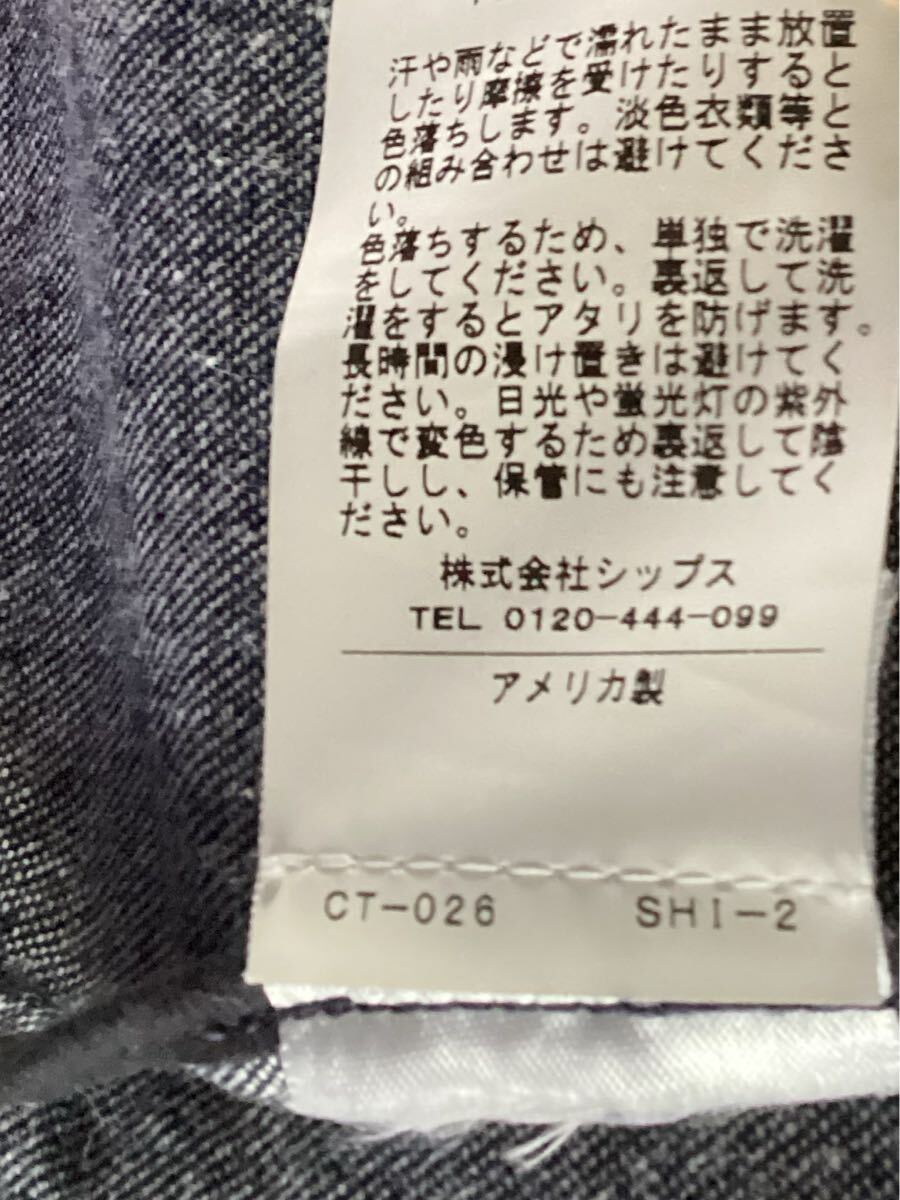 汗や雨などで濡れたまま放置
したり摩擦を受けたりすると
色落ちします。淡色衣類等と
の組み合わせは避けてくださ
い。
色落ちするため、単独で洗濯
をしてください。裏返して洗
濯をするとアタリを防げます。
長時間の浸け置きは避けてく
ださい。日光や蛍光灯の紫外
線で変色するため裏返して陰
干しし、保管にも注意してく
ださい。
株式会社シップス
TEL 0120-444-099
アメリカ製
CT-026 SHI-2